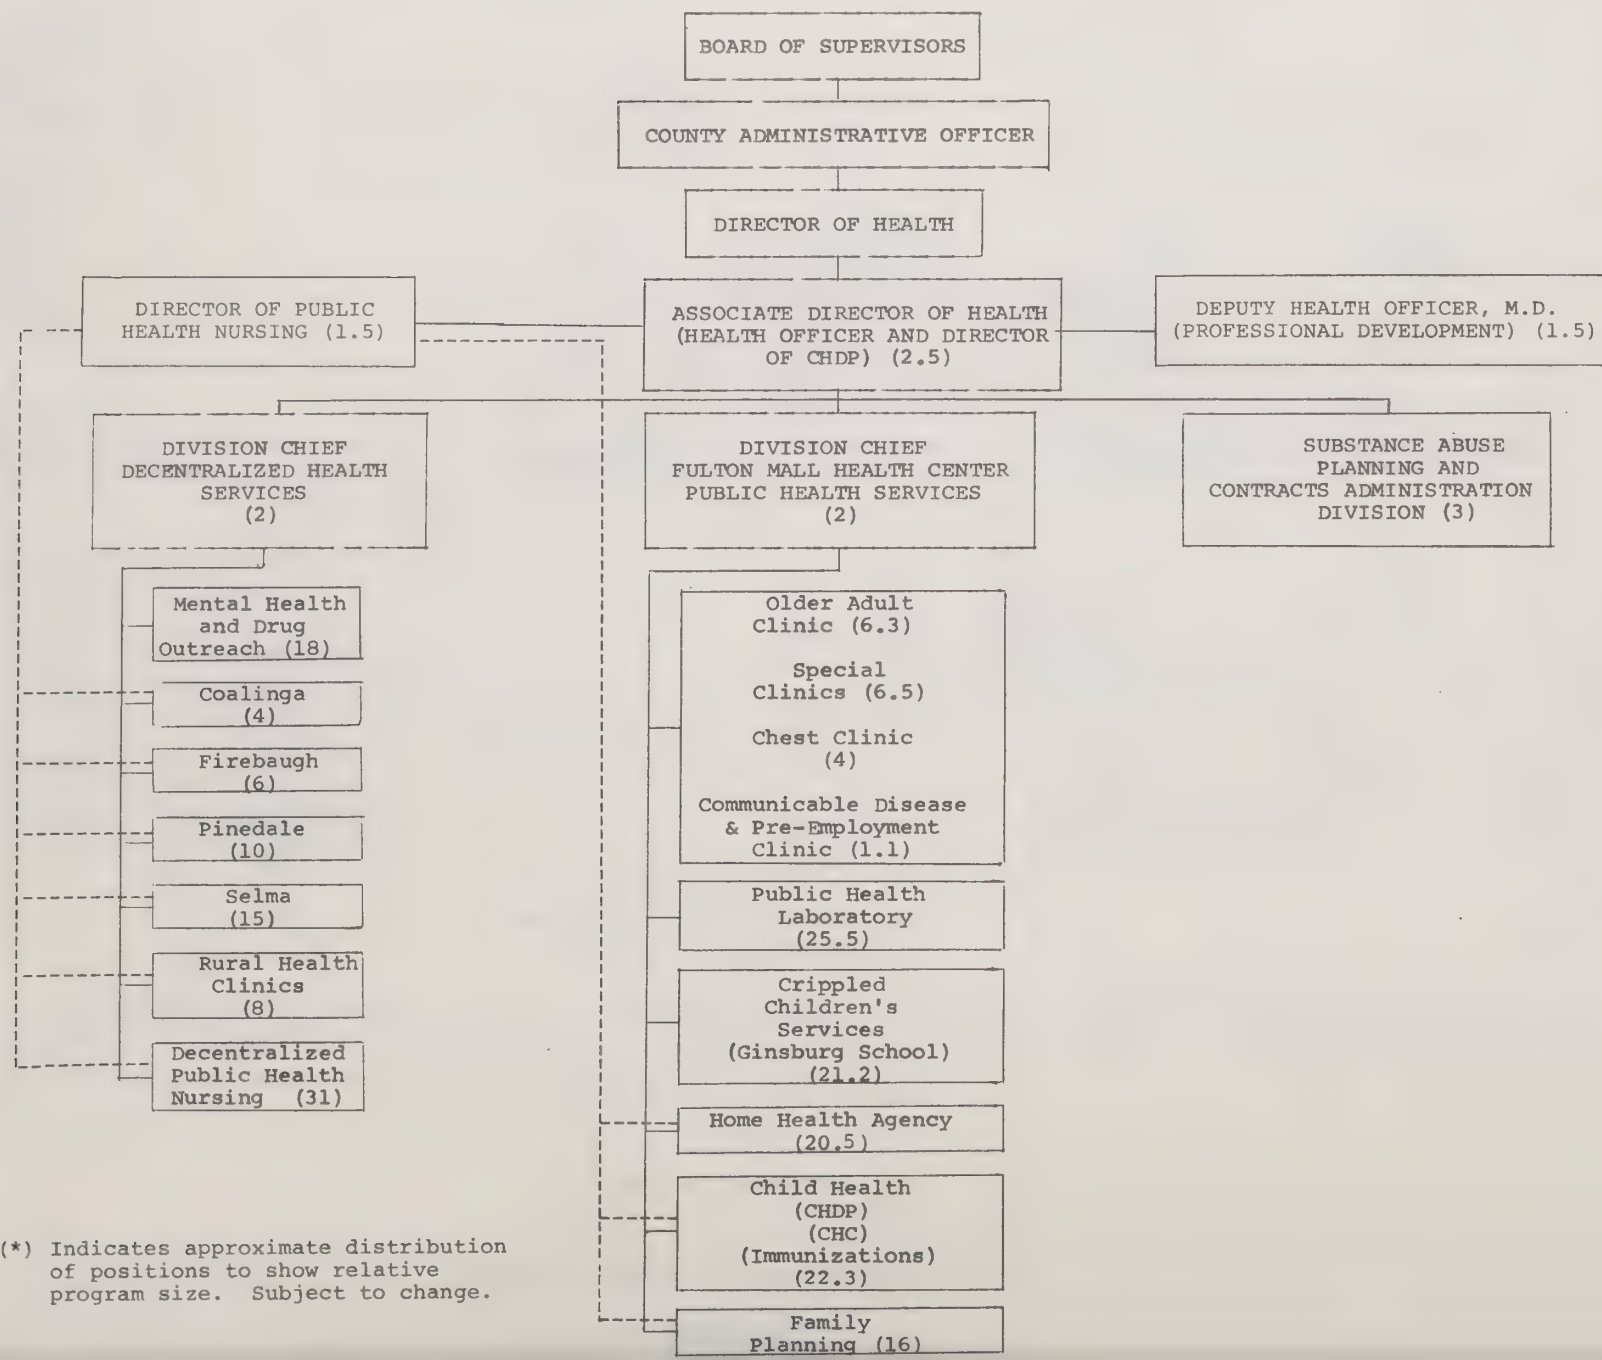 BOARD OF SUPERVISORS
COUNTY ADMINISTRATIVE OFFICER
DIRECTOR OF HEALTH
DIRECTOR OF PUBLIC
HEALTH NURSING (1.5)
ASSOCIATE DIRECTOR OF HEALTH
(HEALTH OFFICER AND DIRECTOR
OF CHDP) (2.5)
DEPUTY HEALTH OFFICER, M.D.
(PROFESSIONAL DEVELOPMENT) (1.5)
DIVISION CHIEF
DECENTRALIZED HEALTH
SERVICES
(2)
DIVISION CHIEF
FULTON MALL HEALTH CENTER
PUBLIC HEALTH SERVICES
(2)
SUBSTANCE ABUSE
PLANNING AND
CONTRACTS ADMINISTRATION
DIVISION (3)
Mental Health
and Drug
Outreach (18)
Coalinga
(4)
Firebaugh
(6)
Pinedale
(10)
Selma
(15)
Rural Health
Clinics
(8)
Decentralized
Public Health
Nursing (31)
Older Adult
Clinic (6.3)
Special
Clinics (6.5)
Chest Clinic
(4)
Communicable Disease
& Pre-Employment
Clinic (1.1)
Public Health
Laboratory
(25.5)
Crippled
Children's
Services
(Ginsburg School)
(21.2)
Home Health Agency
(20.5)
Child Health
(CHDP)
(CHC)
(Immunizations)
(22.3)
Family
Planning (16)
(*) Indicates approximate distribution
of positions to show relative
program size. Subject to change.